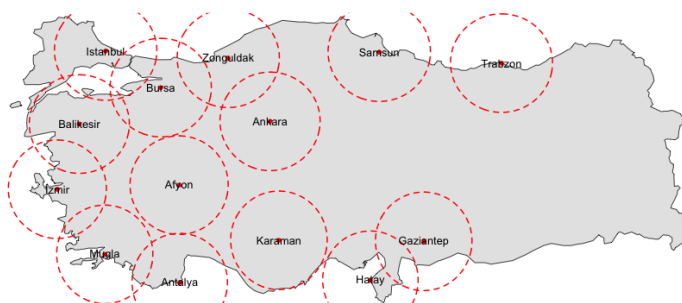 Istanbul
Zonguldak
Samsun
Trabzon
Bursa
Balikesir
Ankara
Izmir
Afyon
Karaman
Gaziantep
Mugla
Antalya
Hatay